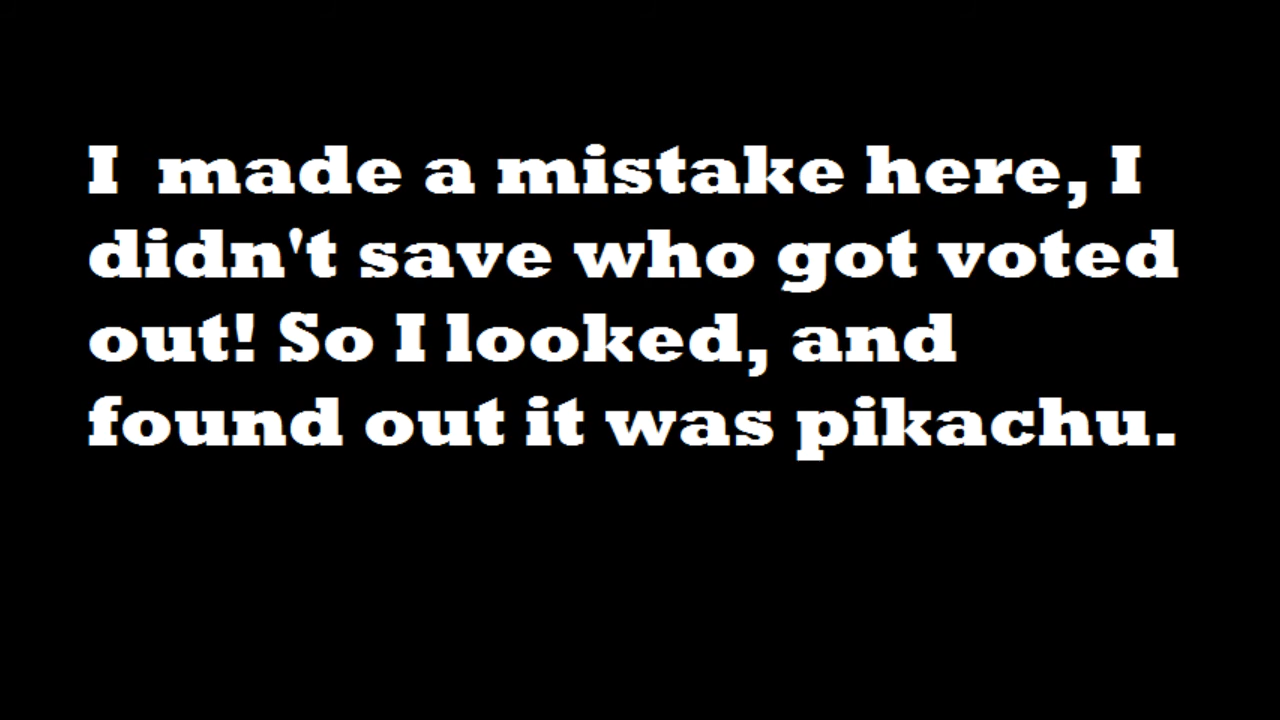 I  made a mistake here, I
didn't save who got voted
out! So I looked, and
found out it was pikachu.